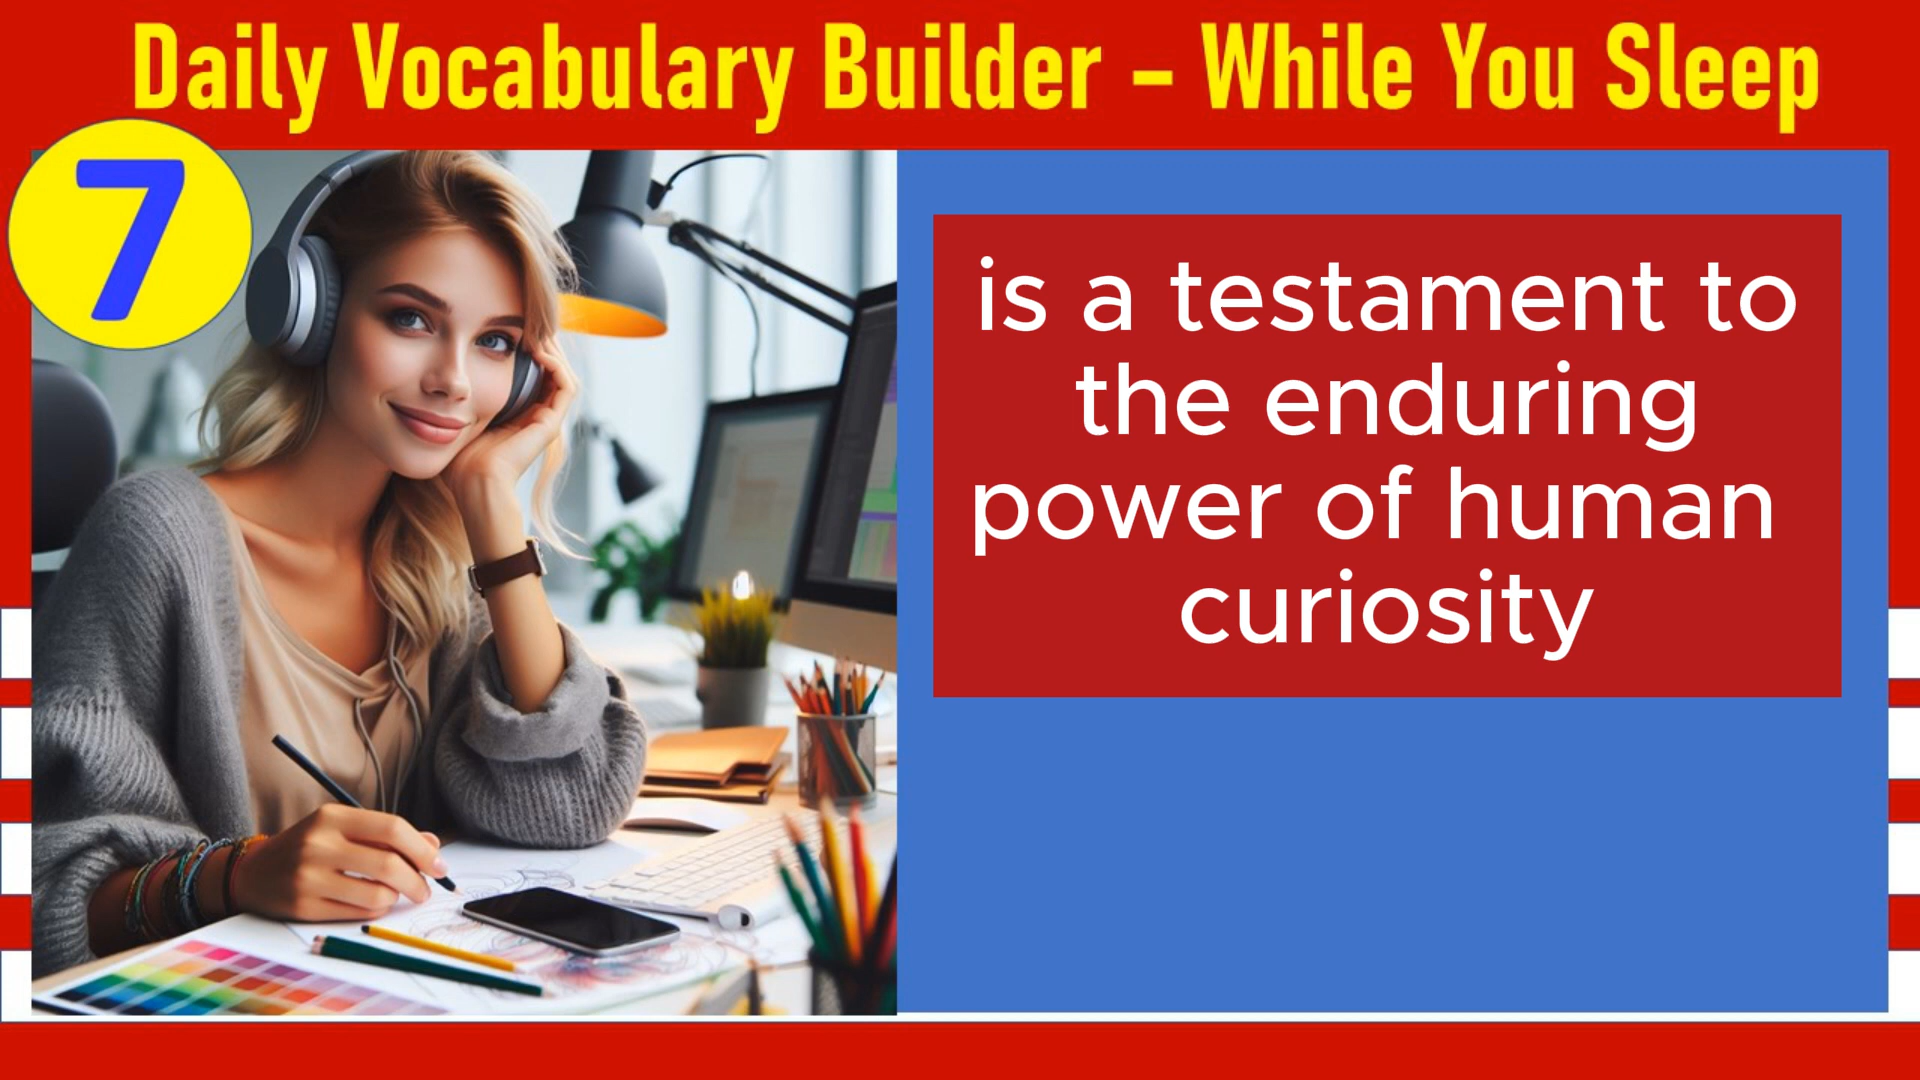 Daily Vocabulary Builder – While You Sleep
7
is a testament to
the enduring
power of human
curiosity